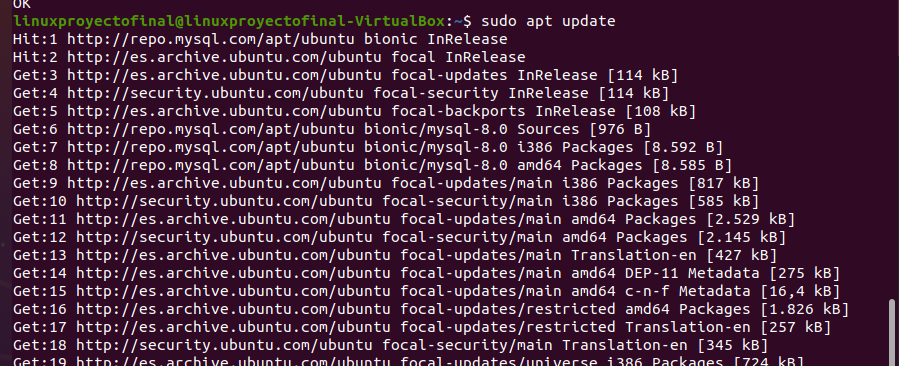 OK
linuxproyectofinal@linuxproyectofinal-VirtualBox:~$ sudo apt update
Hit:1 http://repo.mysql.com/apt/ubuntu bionic InRelease
Hit:2 http://es.archive.ubuntu.com/ubuntu focal InRelease
Get:3 http://es.archive.ubuntu.com/ubuntu focal-updates InRelease [114 kB]
Get:4 http://security.ubuntu.com/ubuntu focal-security InRelease [114 kB]
Get:5 http://es.archive.ubuntu.com/ubuntu focal-backports InRelease [108 kB]
Get:6 http://repo.mysql.com/apt/ubuntu bionic/mysql-8.0 Sources [976 B]
Get:7 http://repo.mysql.com/apt/ubuntu bionic/mysql-8.0 i386 Packages [8.592 B]
Get:8 http://repo.mysql.com/apt/ubuntu bionic/mysql-8.0 amd64 Packages [8.585 B]
Get:9 http://es.archive.ubuntu.com/ubuntu focal-updates/main i386 Packages [817 kB]
Get:10 http://security.ubuntu.com/ubuntu focal-security/main i386 Packages [585 kB]
Get:11 http://es.archive.ubuntu.com/ubuntu focal-updates/main amd64 Packages [2.529 kB]
Get:12 http://security.ubuntu.com/ubuntu focal-security/main amd64 Packages [2.145 kB]
Get:13 http://es.archive.ubuntu.com/ubuntu focal-updates/main Translation-en [427 kB]
Get:14 http://es.archive.ubuntu.com/ubuntu focal-updates/main amd64 DEP-11 Metadata [275 kB]
Get:15 http://es.archive.ubuntu.com/ubuntu focal-updates/main amd64 c-n-f Metadata [16,4 kB]
Get:16 http://es.archive.ubuntu.com/ubuntu focal-updates/restricted amd64 Packages [1.826 kB]
Get:17 http://es.archive.ubuntu.com/ubuntu focal-updates/restricted Translation-en [257 kB]
Get:18 http://security.ubuntu.com/ubuntu focal-security/main Translation-en [345 kB]
Get:19 http://es.archive.ubuntu.com/ubuntu focal-updates/universe i386 Packages [724 kB]